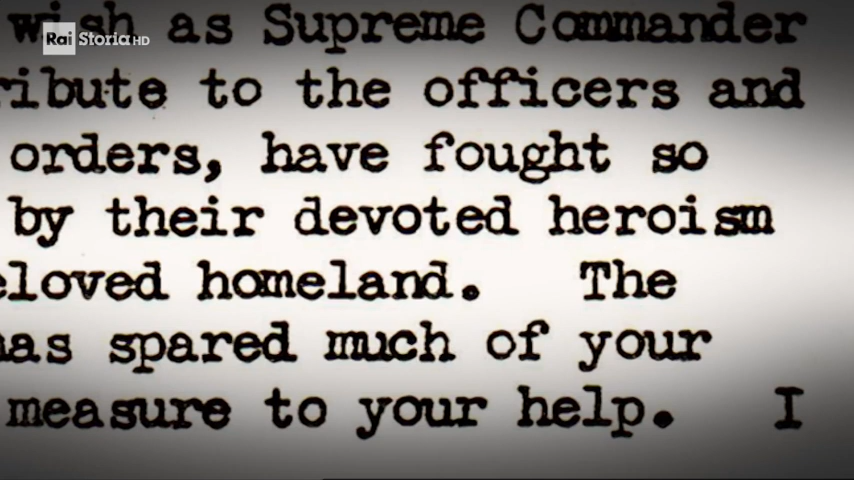 Rai Storia HD
wish as Supreme Commander
ribute to the officers and
orders, have fought so
by their devoted heroism
eloved homeland. The
has spared much of your
measure to your help. I